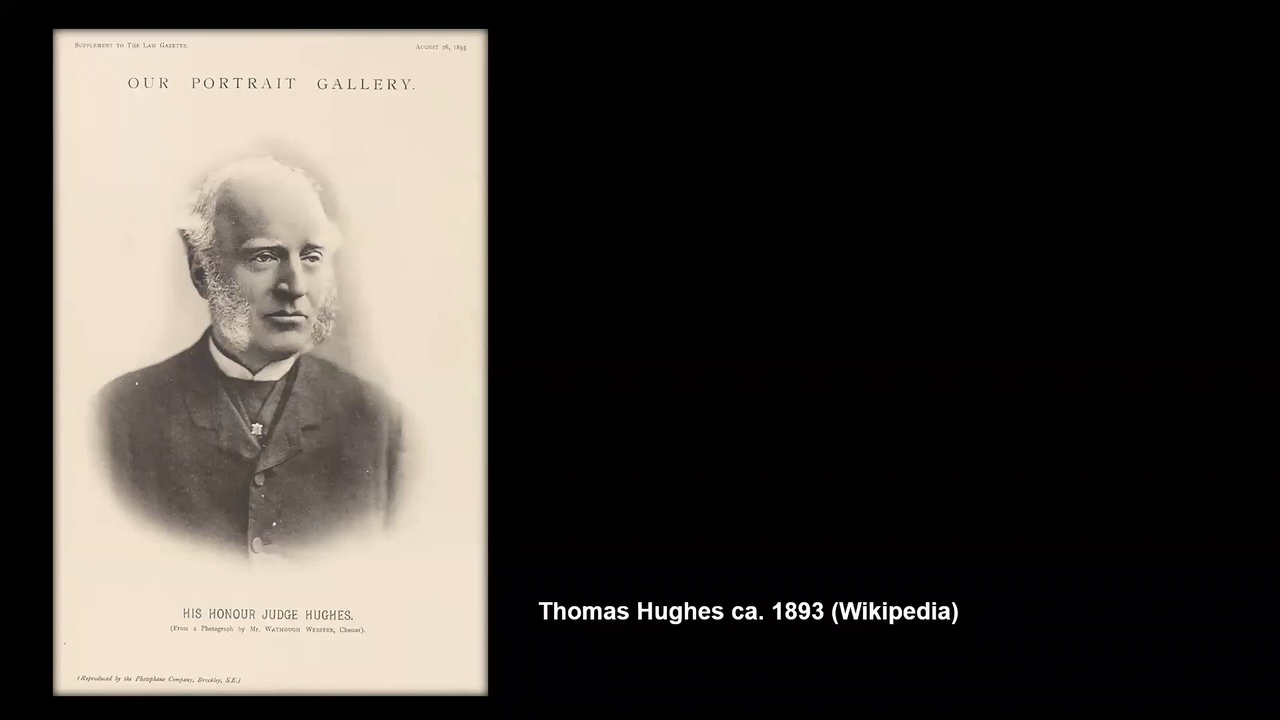 SUPPLEMENT TO THE LAW GAZETTE.
AUGUST 26, 1893
OUR PORTRAIT GALLERY.
HIS HONOUR JUDGE HUGHES.
(From a Photograph by Mr. WATMOUGH WEBSTER, Chester).
(Reproduced by the Photophane Company, Brockley, S.E.)
Thomas Hughes ca. 1893 (Wikipedia)